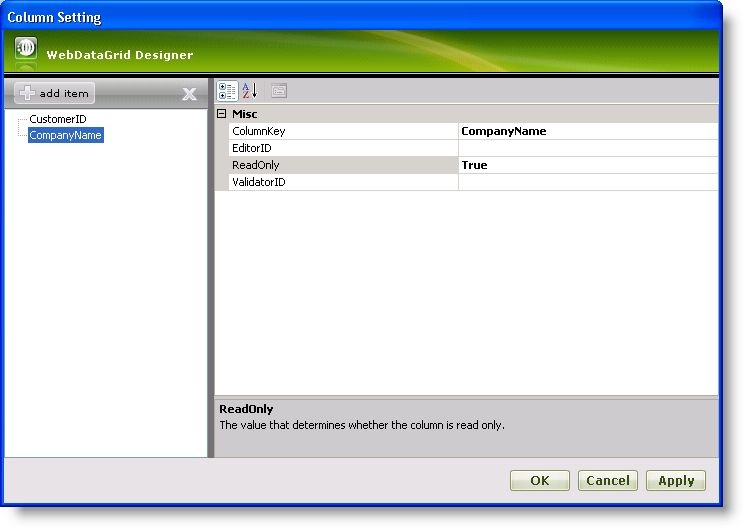 Column Setting
WebDataGrid Designer
add item
CustomerID
CompanyName
Misc
ColumnKey CompanyName
EditorID
ReadOnly True
ValidatorID
ReadOnly
The value that determines whether the column is read only.
OK Cancel Apply